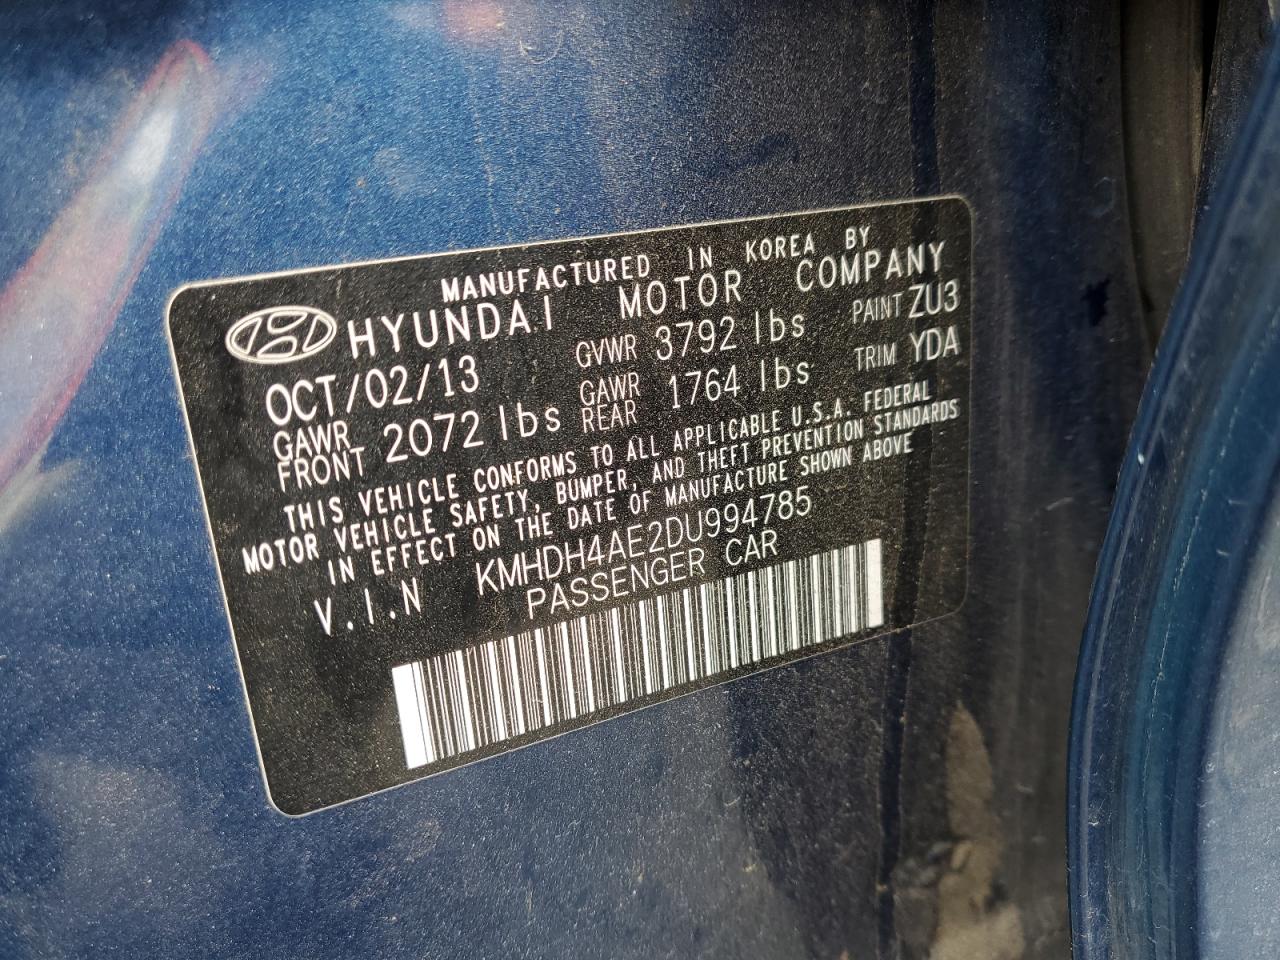 MANUFACTURED IN KOREA BY
HYUNDAI MOTOR COMPANY
OCT/02/13 GVWR 3792 lbs PAINT ZU3
GAWR FRONT 2072 lbs GAWR REAR 1764 lbs TRIM YDA
THIS VEHICLE CONFORMS TO ALL APPLICABLE U.S.A. FEDERAL
MOTOR VEHICLE SAFETY, BUMPER, AND THEFT PREVENTION STANDARDS
IN EFFECT ON THE DATE OF MANUFACTURE SHOWN ABOVE
V.I.N KMHDH4AE2DU994785
PASSENGER CAR